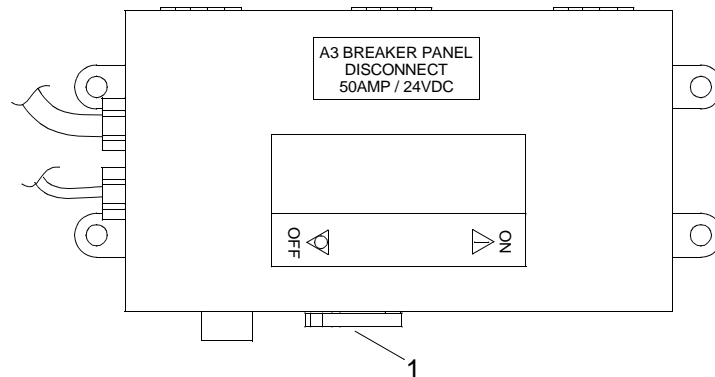 A3 BREAKER PANEL
DISCONNECT
50AMP / 24VDC
OFF
ON
1